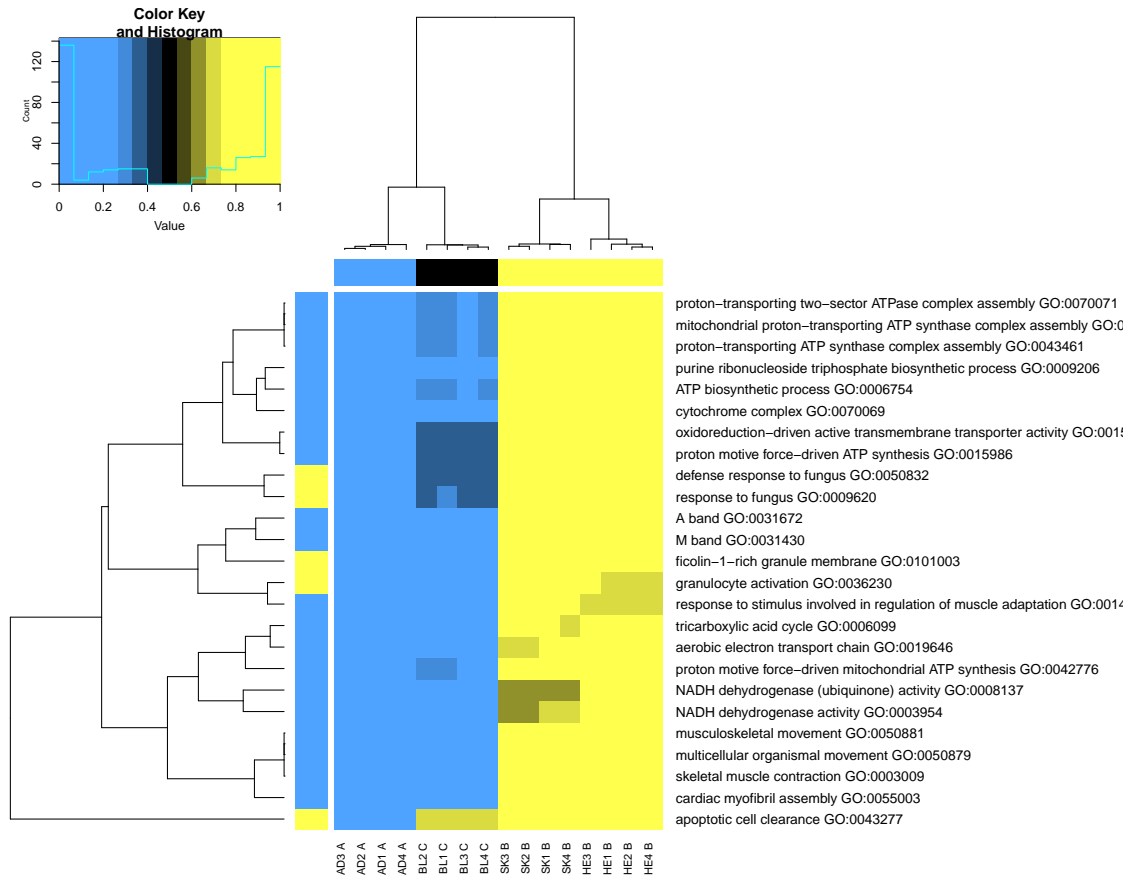 Color Key
and Histogram
Count
0
40
80
120
0
0.2
0.4
0.6
0.8
1
Value
proton−transporting two−sector ATPase complex assembly GO:0070071
mitochondrial proton−transporting ATP synthase complex assembly GO:0
proton−transporting ATP synthase complex assembly GO:0043461
purine ribonucleoside triphosphate biosynthetic process GO:0009206
ATP biosynthetic process GO:0006754
cytochrome complex GO:0070069
oxidoreduction−driven active transmembrane transporter activity GO:0015
proton motive force−driven ATP synthesis GO:0015986
defense response to fungus GO:0050832
response to fungus GO:0009620
A band GO:0031672
M band GO:0031430
ficolin−1−rich granule membrane GO:0101003
granulocyte activation GO:0036230
response to stimulus involved in regulation of muscle adaptation GO:0014
tricarboxylic acid cycle GO:0006099
aerobic electron transport chain GO:0019646
proton motive force−driven mitochondrial ATP synthesis GO:0042776
NADH dehydrogenase (ubiquinone) activity GO:0008137
NADH dehydrogenase activity GO:0003954
musculoskeletal movement GO:0050881
multicellular organismal movement GO:0050879
skeletal muscle contraction GO:0003009
cardiac myofibril assembly GO:0055003
apoptotic cell clearance GO:0043277
AD3 A
AD2 A
AD1 A
AD4 A
BL2 C
BL1 C
BL3 C
BL4 C
SK3 B
SK2 B
SK1 B
SK4 B
HE3 B
HE1 B
HE2 B
HE4 B